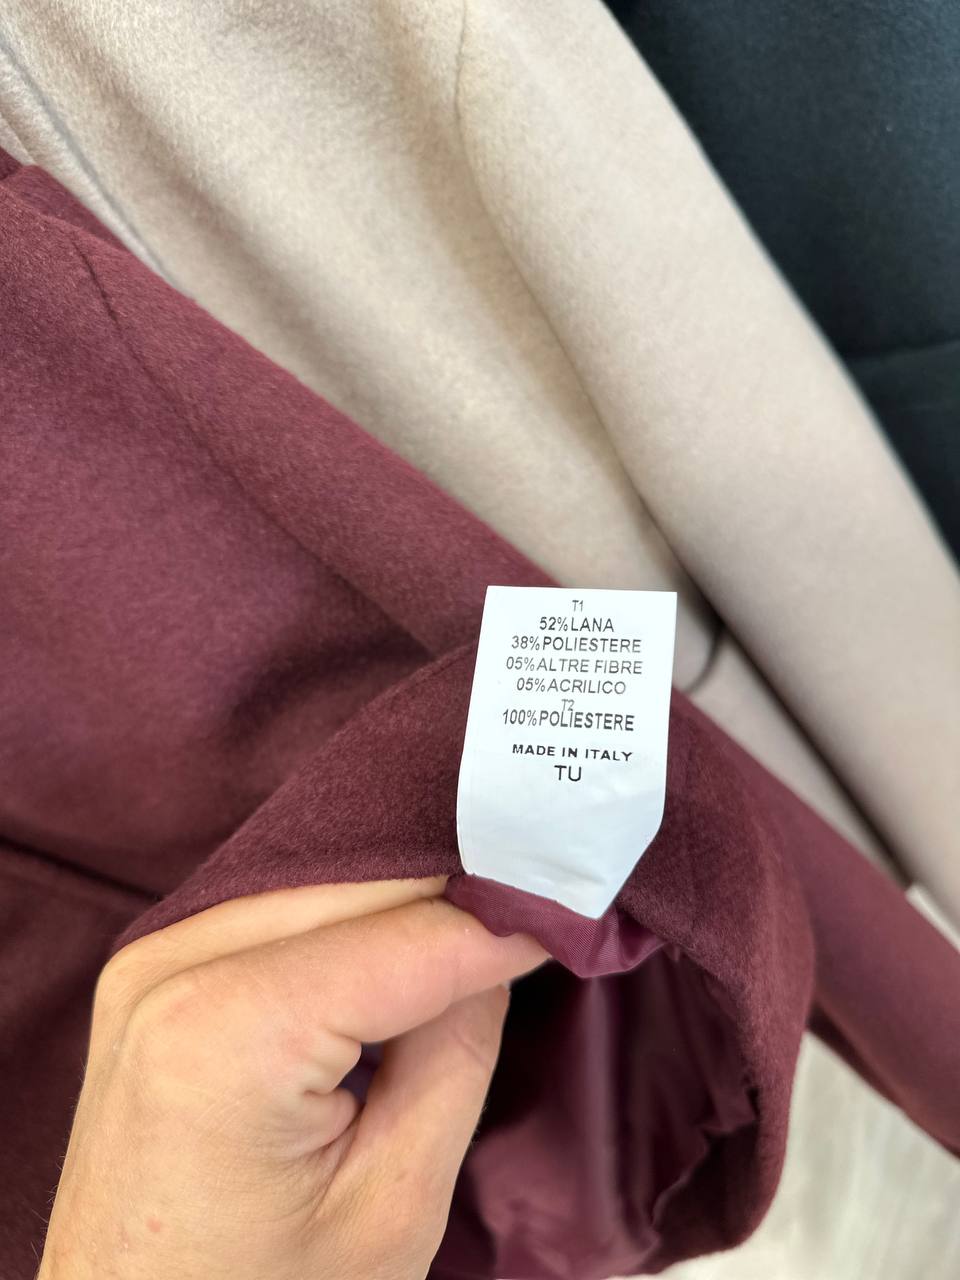 T1
52%LANA
38%POLIESTERE
05%ALTRE FIBRE
05%ACRILICO
T2
100%POLIESTERE
MADE IN ITALY
TU